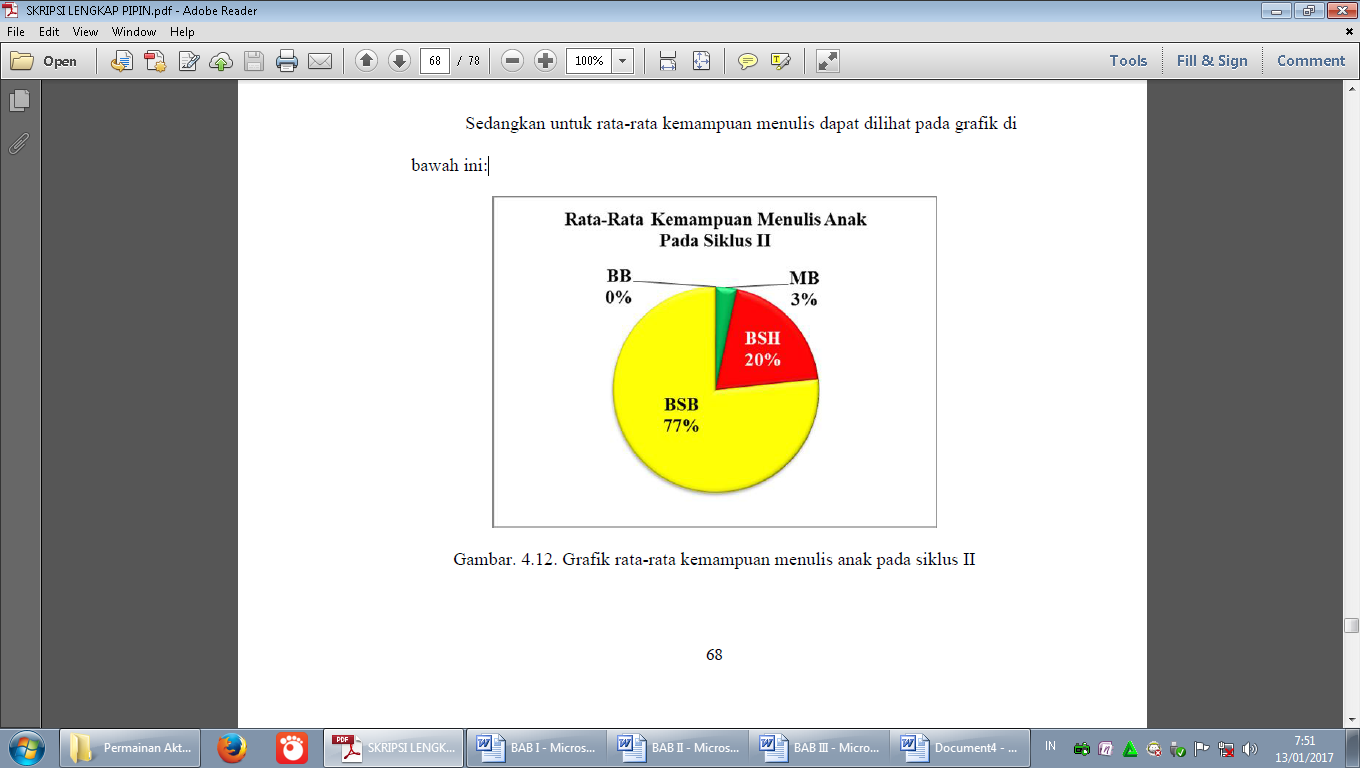 SKRIPSI LENGKAP PIPIN.pdf - Adobe Reader
File Edit View Window Help
Open 68 / 78 100% Tools Fill & Sign Comment
Sedangkan untuk rata-rata kemampuan menulis dapat dilihat pada grafik di
bawah ini:
Rata-Rata Kemampuan Menulis Anak
Pada Siklus II
BB
0%
MB
3%
BSH
20%
BSB
77%
Gambar. 4.12. Grafik rata-rata kemampuan menulis anak pada siklus II
68
Permainan Akt... SKRIPSI LENGK... BAB I - Micros... BAB II - Micros... BAB III - Micro... Document4 - ... IN 7:51
13/01/2017